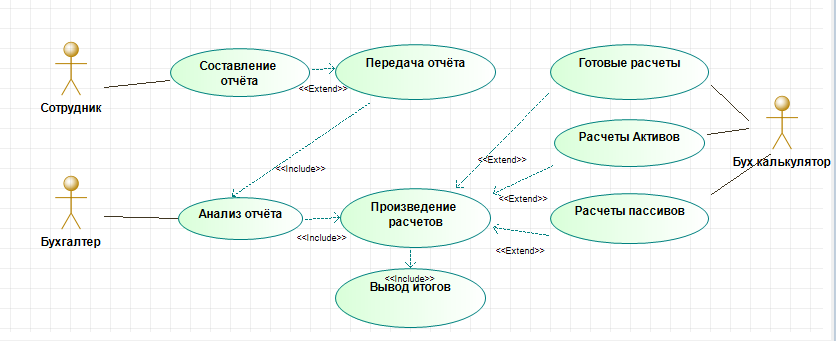 Составление
отчёта
Передача отчёта
Готовые расчеты
<<Extend>>
Сотрудник
Расчеты Активов
Бух калькулятор
<<Extend>>
<<Include>>
<<Extend>>
Анализ отчёта
Произведение
расчетов
Расчеты пассивов
Бухгалтер
<<Include>>
<<Extend>>
<<Include>>
Вывод итогов